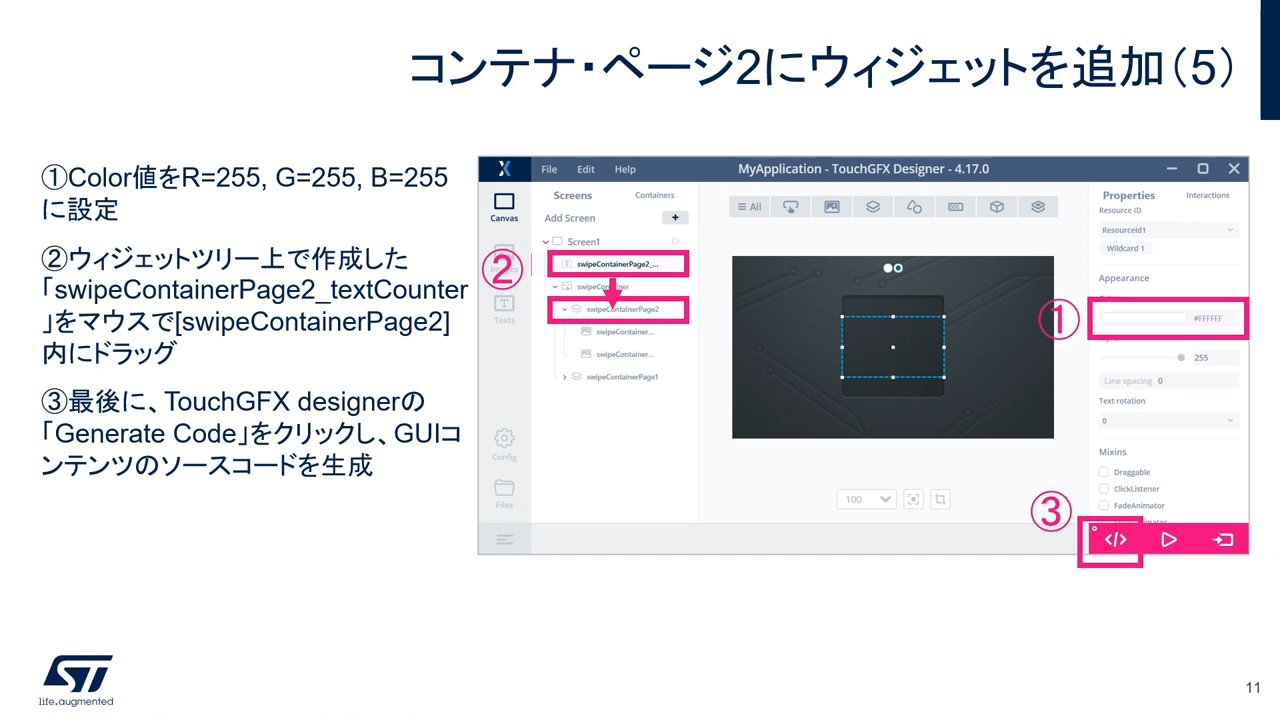 コンテナ・ページ2にウィジェットを追加（5）
①Color値をR=255, G=255, B=255
に設定
②ウィジェットツリー上で作成した
「swipeContainerPage2_textCounter
」をマウスで[swipeContainerPage2]
内にドラッグ
③最後に、TouchGFX designerの
「Generate Code」をクリックし、GUIコ
ンテンツのソースコードを生成
File Edit Help
MyApplication - TouchGFX Designer - 4.17.0
Canvas
Texts
Config
Files
Screens Containers
Add Screen +
Screen1
②
swipeContainerPage2_...
swipeContainer
swipeContainerPage2
swipeContainer...
swipeContainer...
swipeContainerPage1
All
100
Properties Interactions
Resource ID
ResourceId1
Wildcard 1
Appearance
①
#FFFFFF
255
Line spacing 0
Text rotation
0
Mixins
Draggable
ClickListener
FadeAnimator
③
</>
ST
life.augmented
11